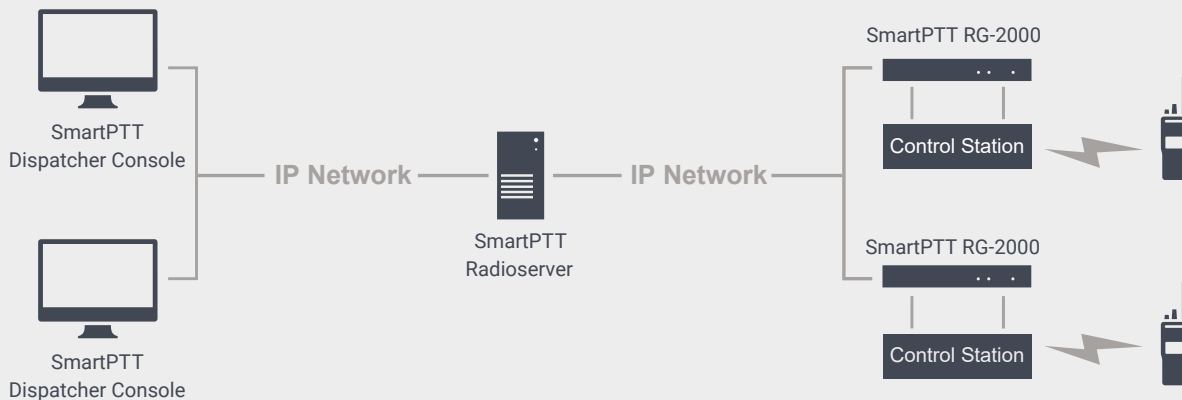 SmartPTT
Dispatcher Console
SmartPTT
Dispatcher Console
IP Network
SmartPTT
Radioserver
IP Network
SmartPTT RG-2000
Control Station
SmartPTT RG-2000
Control Station